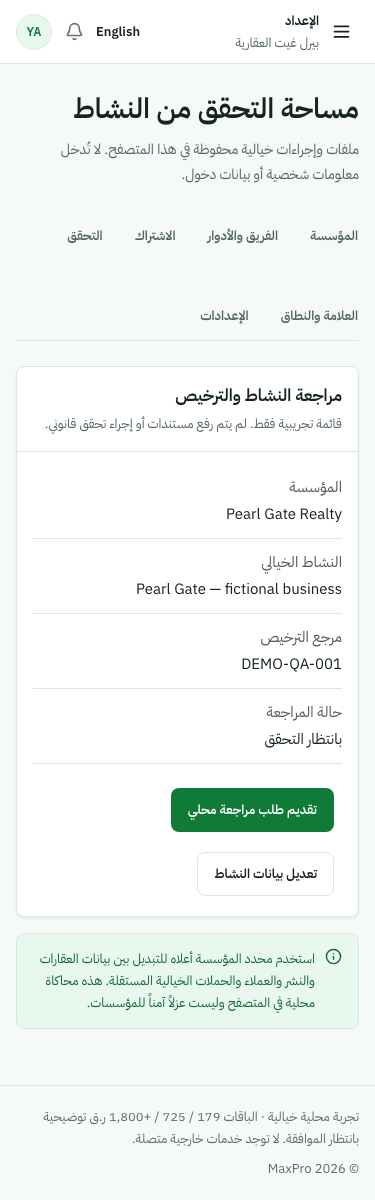 الإعداد
بيرل غيت العقارية
English
YA
مساحة التحقق من النشاط
ملفات وإجراءات خيالية محفوظة في هذا المتصفح. لا تُدخل
معلومات شخصية أو بيانات دخول.
المؤسسة
الفريق والأدوار
الاشتراك
التحقق
العلامة والنطاق
الإعدادات
مراجعة النشاط والترخيص
قائمة تجريبية فقط. لم يتم رفع مستندات أو إجراء تحقق قانوني.
المؤسسة
Pearl Gate Realty
النشاط الخيالي
Pearl Gate — fictional business
مرجع الترخيص
DEMO-QA-001
حالة المراجعة
بانتظار التحقق
تقديم طلب مراجعة محلي
تعديل بيانات النشاط
استخدم محدد المؤسسة أعلاه للتبديل بين بيانات العقارات
والنشر والعملاء والحملات الخيالية المستقلة. هذه محاكاة
محلية في المتصفح وليست عزلاً آمناً للمؤسسات.
تجربة محلية خيالية · الباقات 179 / 725 / +1,800 ر.ق توضيحية
بانتظار الموافقة. لا توجد خدمات خارجية متصلة.
© 2026 MaxPro